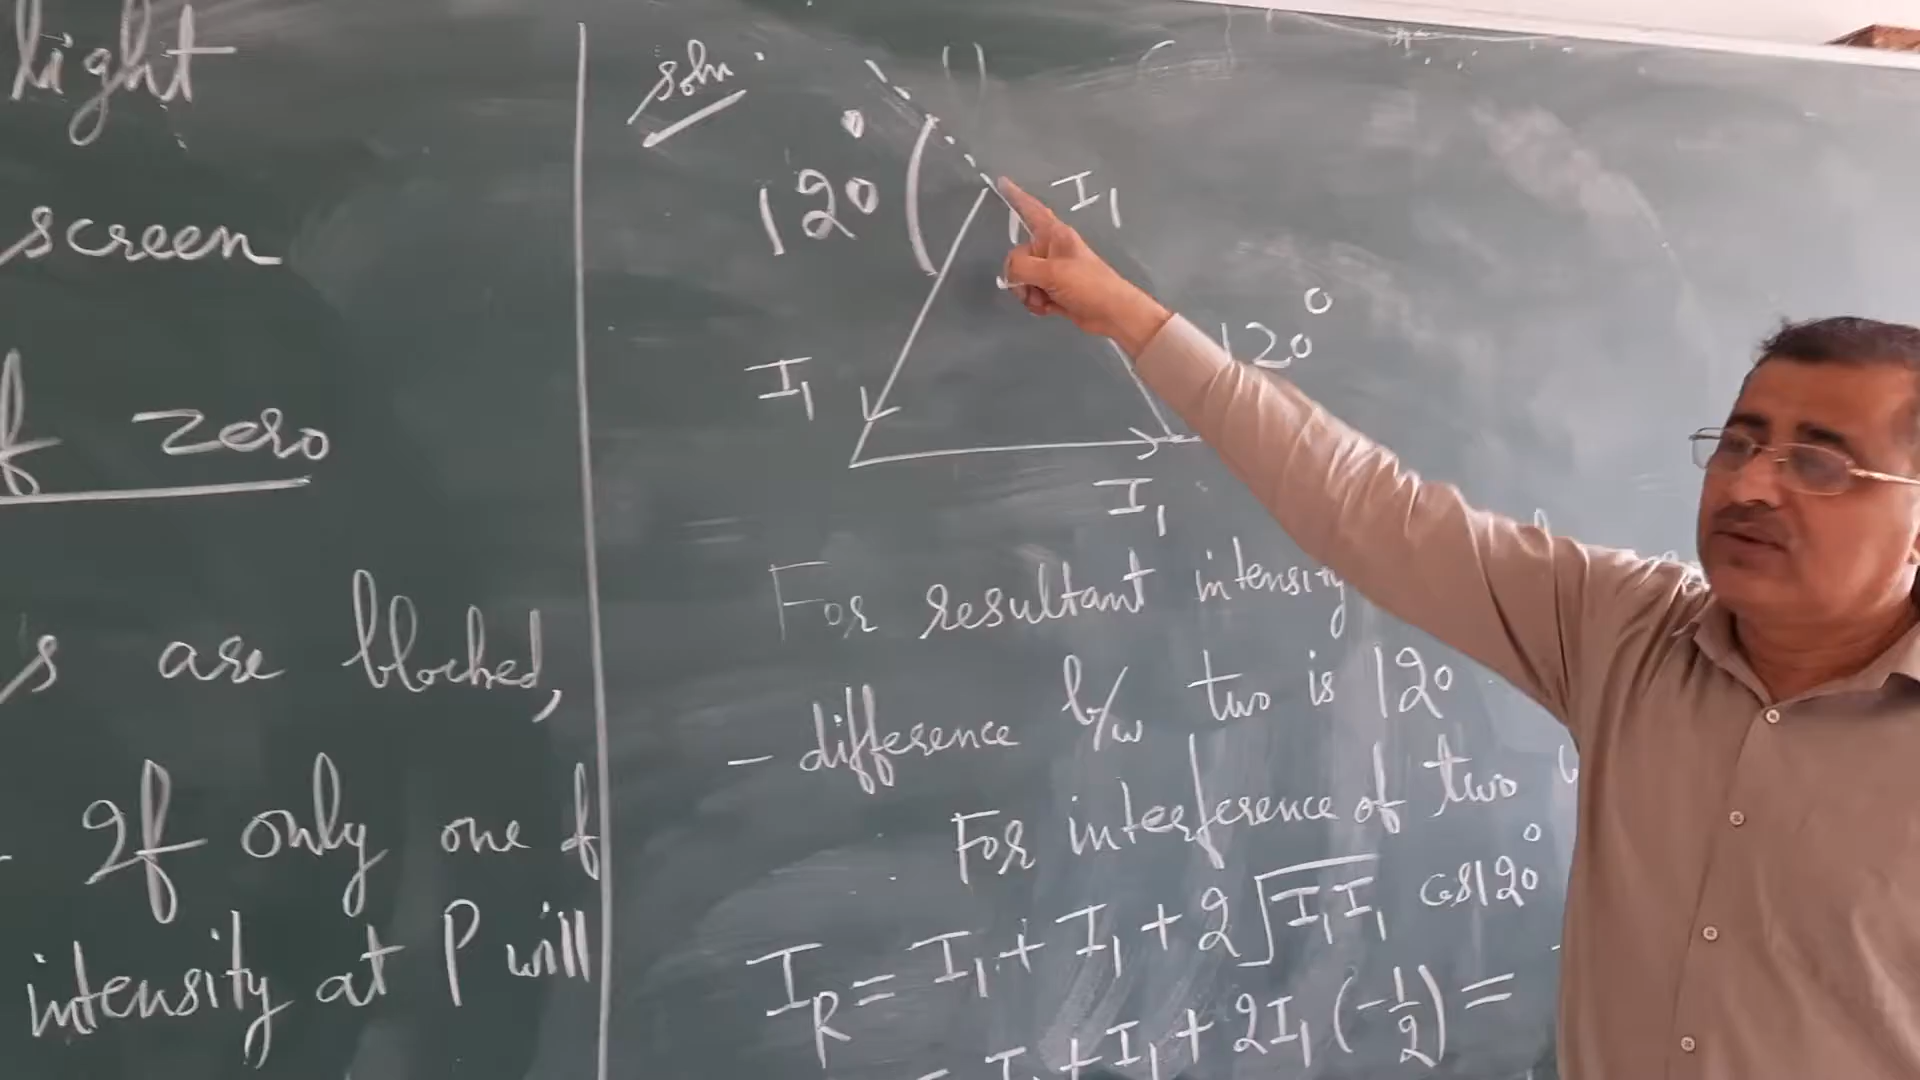 light
screen
f zero
s are blocked,
- If only one of
intensity at P will
Soln.
120°
I₁
120°
I₁
I₁
For resultant intensity
- difference b/w two is 120
For interference of two
I_R = I₁ + I₁ + 2√I₁I₁ cos120°
= I₁ + I₁ + 2I₁ (-1/2) =